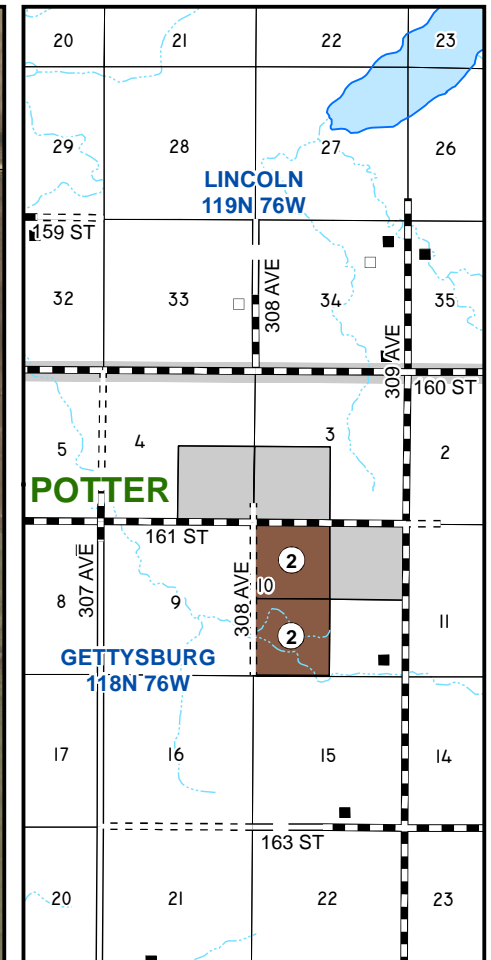 20
21
22
23
29
28
27
26
LINCOLN
119N 76W
159 ST
32
33
308 AVE
34
35
309 AVE
160 ST
5
4
3
2
POTTER
161 ST
307 AVE
8
9
308 AVE
10
2
2
11
GETTYSBURG
118N 76W
17
16
15
14
163 ST
20
21
22
23